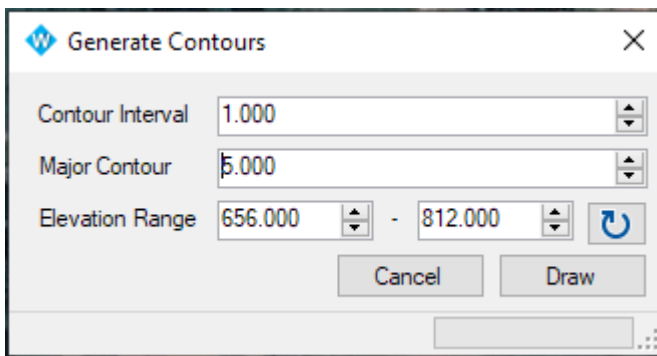 W Generate Contours
Contour Interval 1.000
Major Contour 5.000
Elevation Range 656.000 - 812.000
Cancel Draw